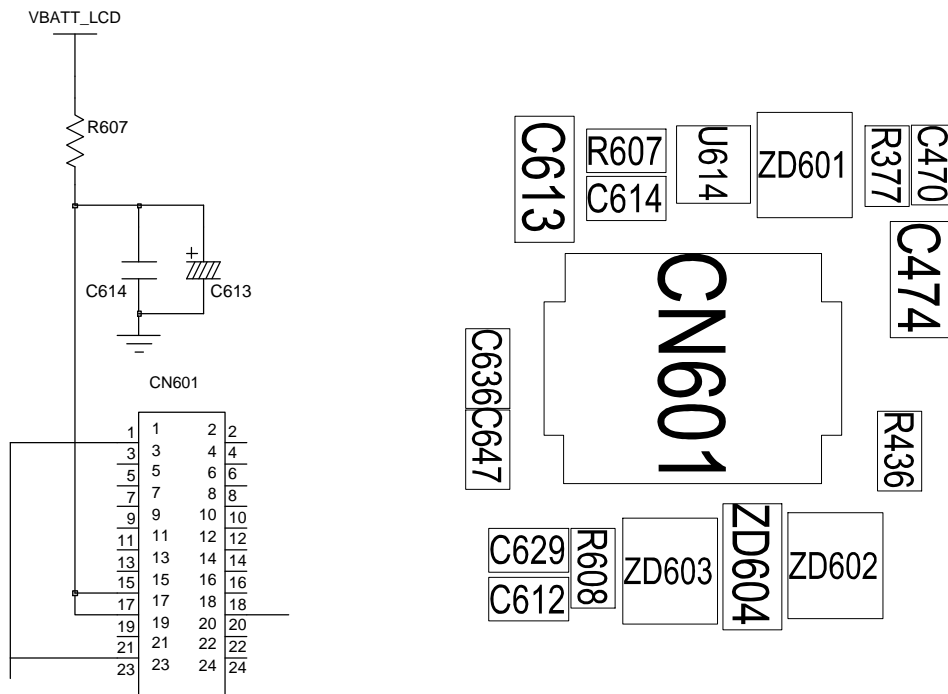 VBATT_LCD
R607
C614
C613
CN601
1 1 2 2
3 3 4 4
5 5 6 6
7 7 8 8
9 9 10 10
11 11 12 12
13 13 14 14
15 15 16 16
17 17 18 18
19 19 20 20
21 21 22 22
23 23 24 24
C613
R607
C614
U614
ZD601
R377
C470
C474
CN601
C636
C647
R436
C629
C612
R608
ZD603
ZD604
ZD602